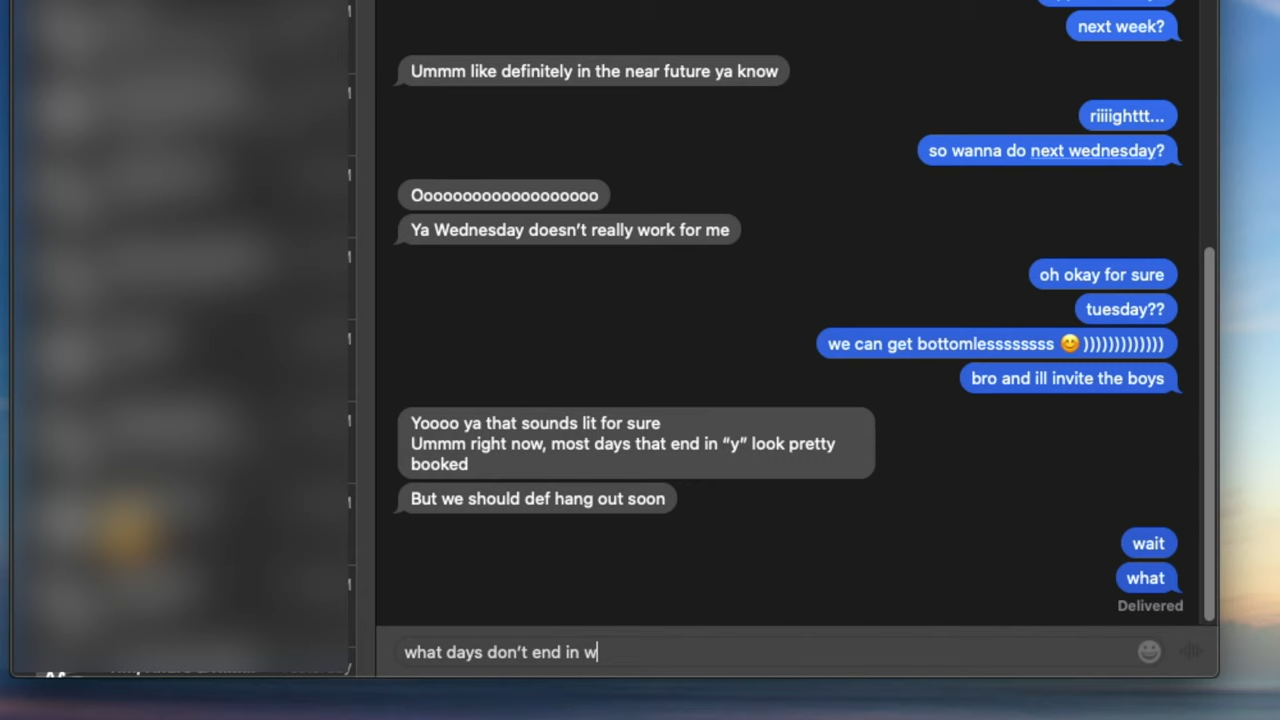 next week?
Ummm like definitely in the near future ya know
riiiighttt...
so wanna do next wednesday?
Oooooooooooooooooo
Ya Wednesday doesn’t really work for me
oh okay for sure
tuesday??
we can get bottomlessssssss 😊))))))))))))))
bro and ill invite the boys
Yoooo ya that sounds lit for sure
Ummm right now, most days that end in “y” look pretty
booked
But we should def hang out soon
wait
what
Delivered
what days don’t end in w